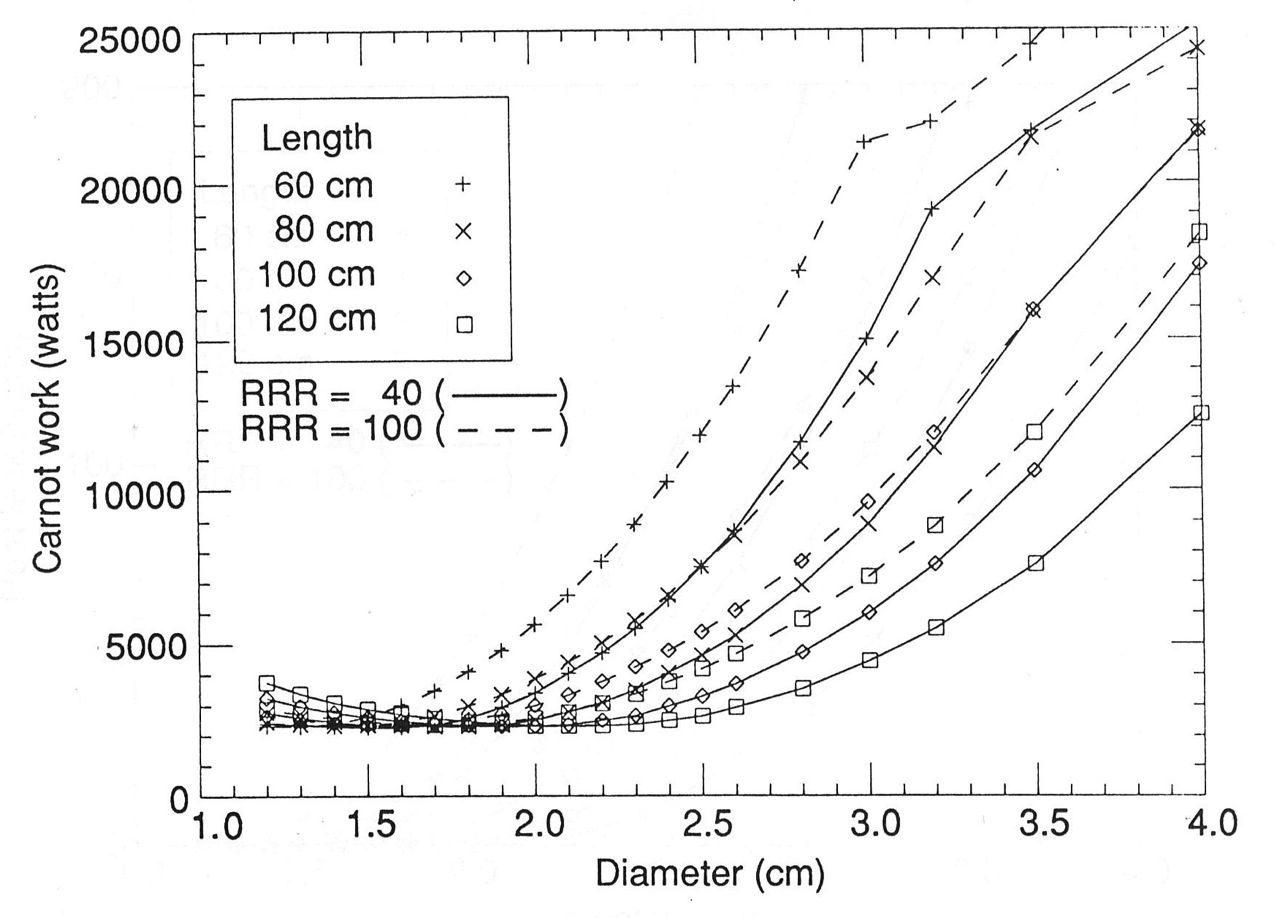 25000
20000
15000
10000
5000
0
Carnot work (watts)
Length
60 cm
80 cm
100 cm
120 cm
RRR = 40 ( )
RRR = 100 ( )
1.0 1.5 2.0 2.5 3.0 3.5 4.0
Diameter (cm)